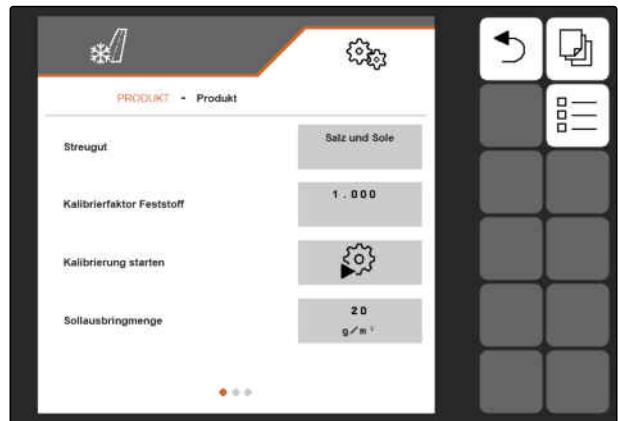 PRODUKT - Produkt
Streugut
Salz und Sole
Kalibrierfaktor Feststoff
1.000
Kalibrierung starten
Sollausbringmenge
20
g/m²